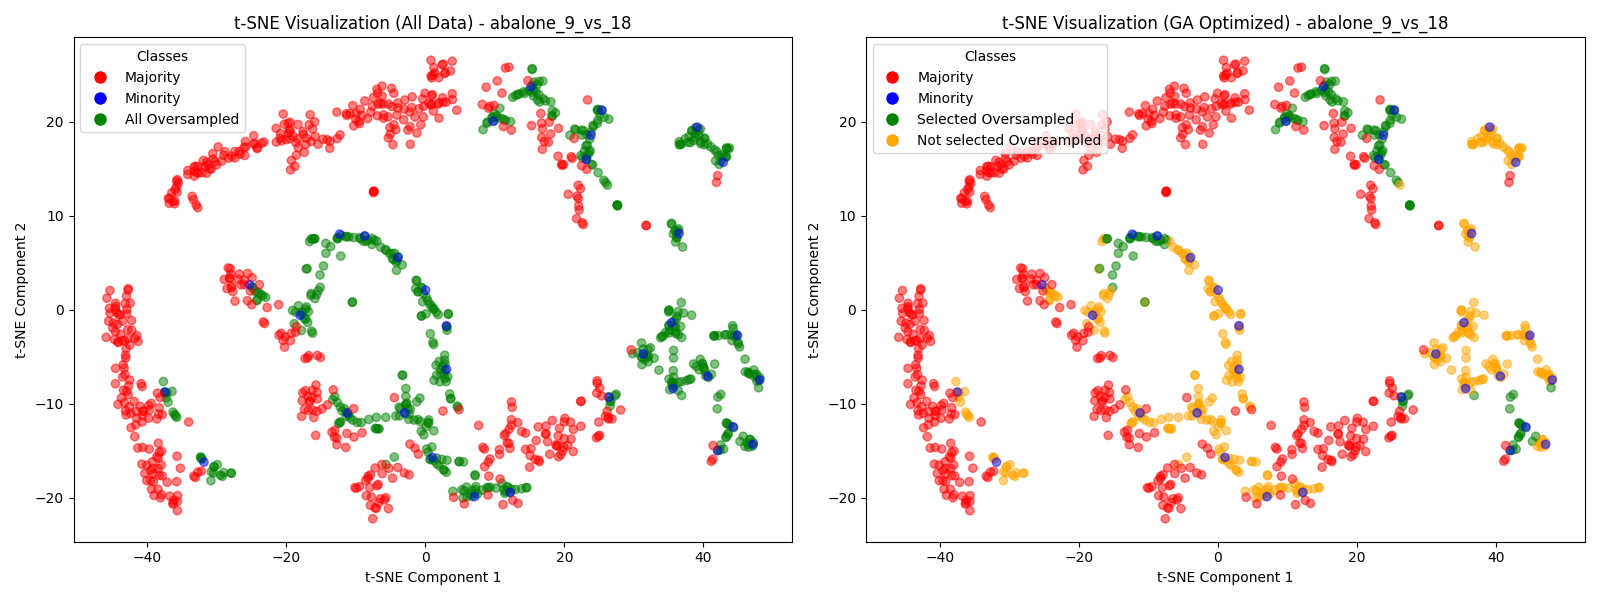 t-SNE Visualization (All Data) - abalone_9_vs_18
Classes
Majority
Minority
All Oversampled
20
10
0
−10
−20
t-SNE Component 2
−40
−20
0
20
40
t-SNE Component 1
t-SNE Visualization (GA Optimized) - abalone_9_vs_18
Classes
Majority
Minority
Selected Oversampled
Not selected Oversampled
20
10
0
−10
−20
t-SNE Component 2
−40
−20
0
20
40
t-SNE Component 1